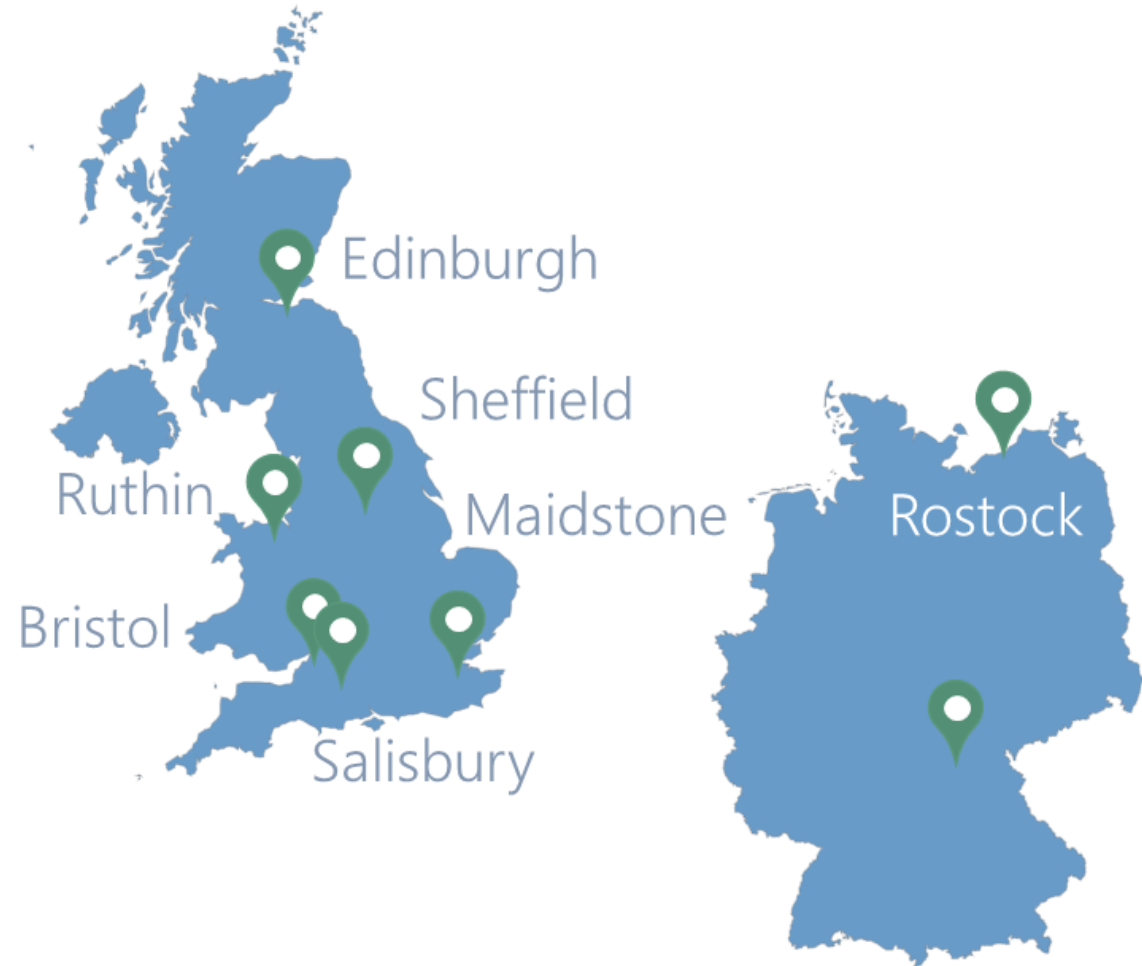 Edinburgh
Sheffield
Ruthin
Maidstone
Rostock
Bristol
Salisbury